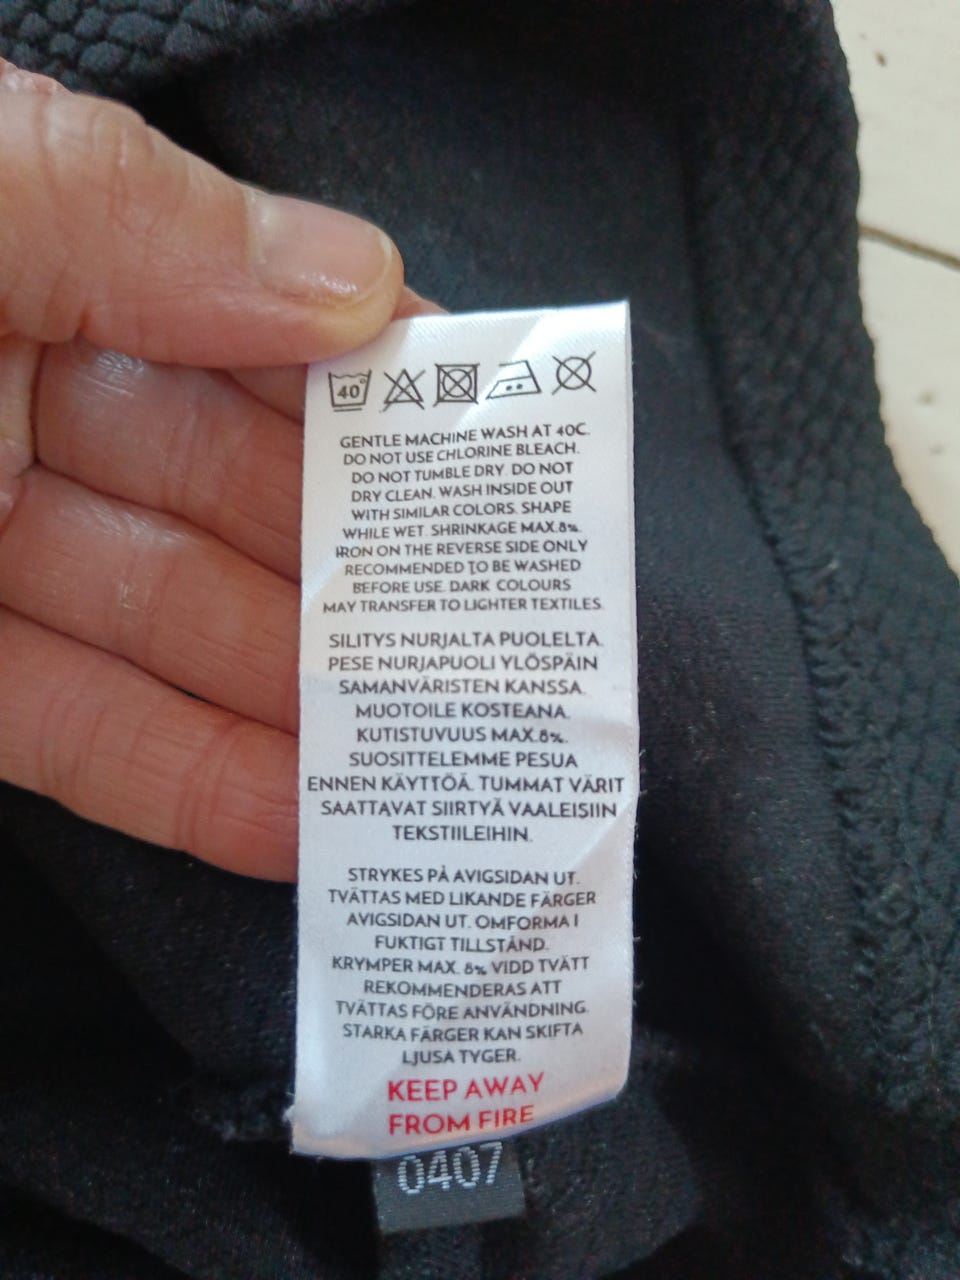 40°
GENTLE MACHINE WASH AT 40C.
DO NOT USE CHLORINE BLEACH.
DO NOT TUMBLE DRY. DO NOT
DRY CLEAN. WASH INSIDE OUT
WITH SIMILAR COLORS. SHAPE
WHILE WET. SHRINKAGE MAX.8%.
IRON ON THE REVERSE SIDE ONLY
RECOMMENDED TO BE WASHED
BEFORE USE. DARK COLOURS
MAY TRANSFER TO LIGHTER TEXTILES.
SILITYS NURJALTA PUOLELTA.
PESE NURJAPUOLI YLÖSPÄIN
SAMANVÄRISTEN KANSSA.
MUOTOILE KOSTEANA.
KUTISTUVUUS MAX.8%.
SUOSITTELEMME PESUA
ENNEN KÄYTTÖÄ. TUMMAT VÄRIT
SAATTAVAT SIIRTYÄ VAALEISIIN
TEKSTIILEIHIN.
STRYKES PÅ AVIGSIDAN UT.
TVÄTTAS MED LIKANDE FÄRGER
AVIGSIDAN UT. OMFORMA I
FUKTIGT TILLSTÅND.
KRYMPER MAX. 8% VIDD TVÄTT
REKOMMENDERAS ATT
TVÄTTAS FÖRE ANVÄNDNING.
STARKA FÄRGER KAN SKIFTA
LJUSA TYGER.
KEEP AWAY
FROM FIRE
0407